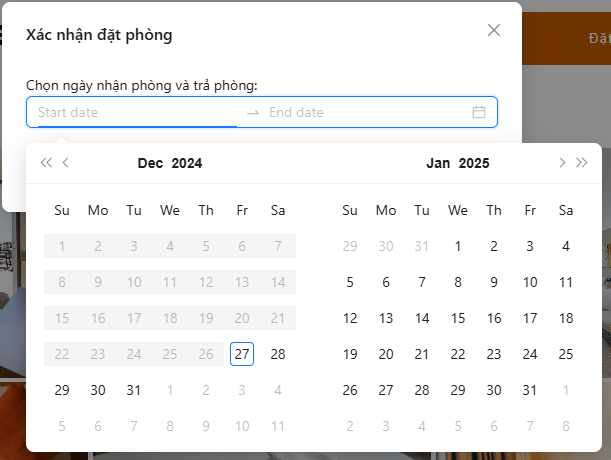 Xác nhận đặt phòng
Đặt
Chọn ngày nhận phòng và trả phòng:
Start date End date
Dec 2024 Jan 2025
Su Mo Tu We Th Fr Sa Su Mo Tu We Th Fr Sa
1 2 3 4 5 6 7 29 30 31 1 2 3 4
8 9 10 11 12 13 14 5 6 7 8 9 10 11
15 16 17 18 19 20 21 12 13 14 15 16 17 18
22 23 24 25 26 27 28 19 20 21 22 23 24 25
29 30 31 1 2 3 4 26 27 28 29 30 31 1
5 6 7 8 9 10 11 2 3 4 5 6 7 8